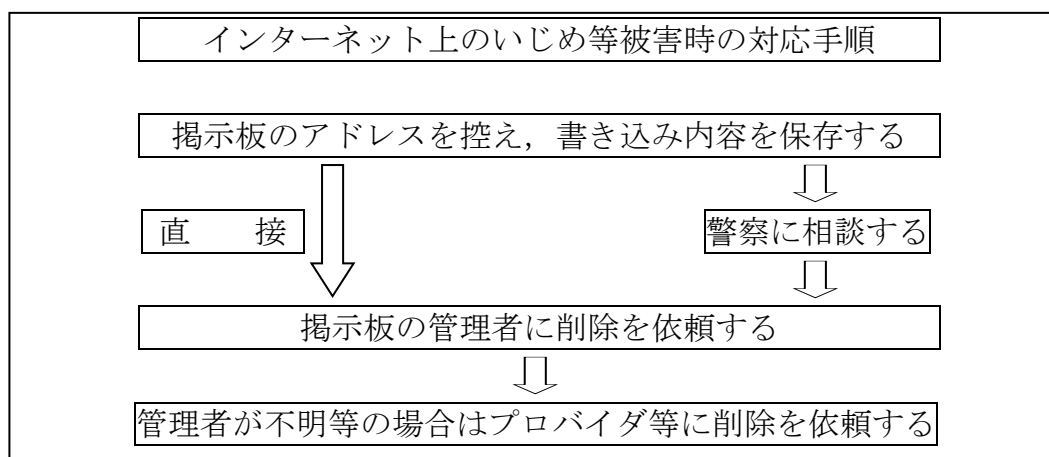 インターネット上のいじめ等被害時の対応手順
掲示板のアドレスを控え，書き込み内容を保存する
直　　接
警察に相談する
掲示板の管理者に削除を依頼する
管理者が不明等の場合はプロバイダ等に削除を依頼する